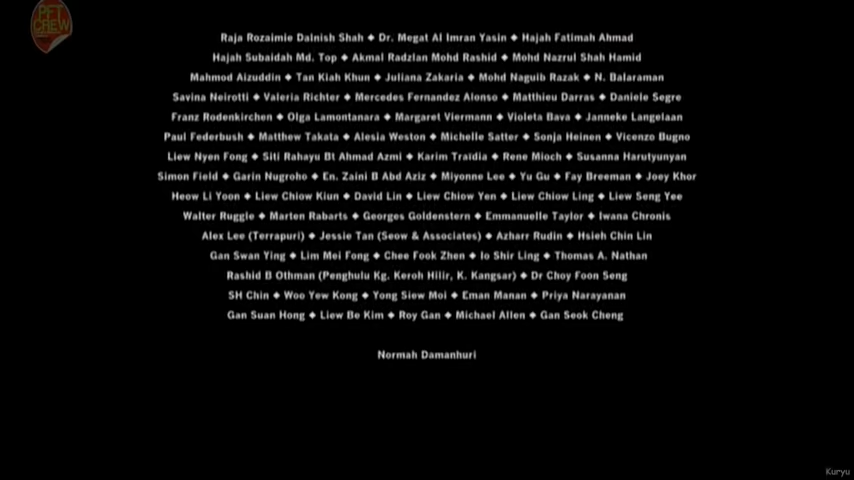 PFT
CREW
Raja Rozaimie Dalnish Shah ◆ Dr. Megat Al Imran Yasin ◆ Hajah Fatimah Ahmad
Hajah Subaidah Md. Top ◆ Akmal Radzlan Mohd Rashid ◆ Mohd Nazrul Shah Hamid
Mahmod Aizuddin ◆ Tan Kiah Khun ◆ Juliana Zakaria ◆ Mohd Naguib Razak ◆ N. Balaraman
Savina Neirotti ◆ Valeria Richter ◆ Mercedes Fernandez Alonso ◆ Matthieu Darras ◆ Daniele Segre
Franz Rodenkirchen ◆ Olga Lamontanara ◆ Margaret Viermann ◆ Violeta Bava ◆ Janneke Langelaan
Paul Federbush ◆ Matthew Takata ◆ Alesia Weston ◆ Michelle Satter ◆ Sonja Heinen ◆ Vicenzo Bugno
Liew Nyen Fong ◆ Siti Rahayu Bt Ahmad Azmi ◆ Karim Traïdia ◆ Rene Mioch ◆ Susanna Harutyunyan
Simon Field ◆ Garin Nugroho ◆ En. Zaini B Abd Aziz ◆ Miyonne Lee ◆ Yu Gu ◆ Fay Breeman ◆ Joey Khor
Heow Li Yoon ◆ Liew Chiow Kiun ◆ David Lin ◆ Liew Chiow Yen ◆ Liew Chiow Ling ◆ Liew Seng Yee
Walter Ruggle ◆ Marten Rabarts ◆ Georges Goldenstern ◆ Emmanuelle Taylor ◆ Iwana Chronis
Alex Lee (Terrapuri) ◆ Jessie Tan (Seow & Associates) ◆ Azharr Rudin ◆ Hsieh Chin Lin
Gan Swan Ying ◆ Lim Mei Fong ◆ Chee Fook Zhen ◆ Io Shir Ling ◆ Thomas A. Nathan
Rashid B Othman (Penghulu Kg. Keroh Hilir, K. Kangsar) ◆ Dr Choy Foon Seng
SH Chin ◆ Woo Yew Kong ◆ Yong Siew Moi ◆ Eman Manan ◆ Priya Narayanan
Gan Suan Hong ◆ Liew Be Kim ◆ Roy Gan ◆ Michael Allen ◆ Gan Seok Cheng
Normah Damanhuri
Kuryu